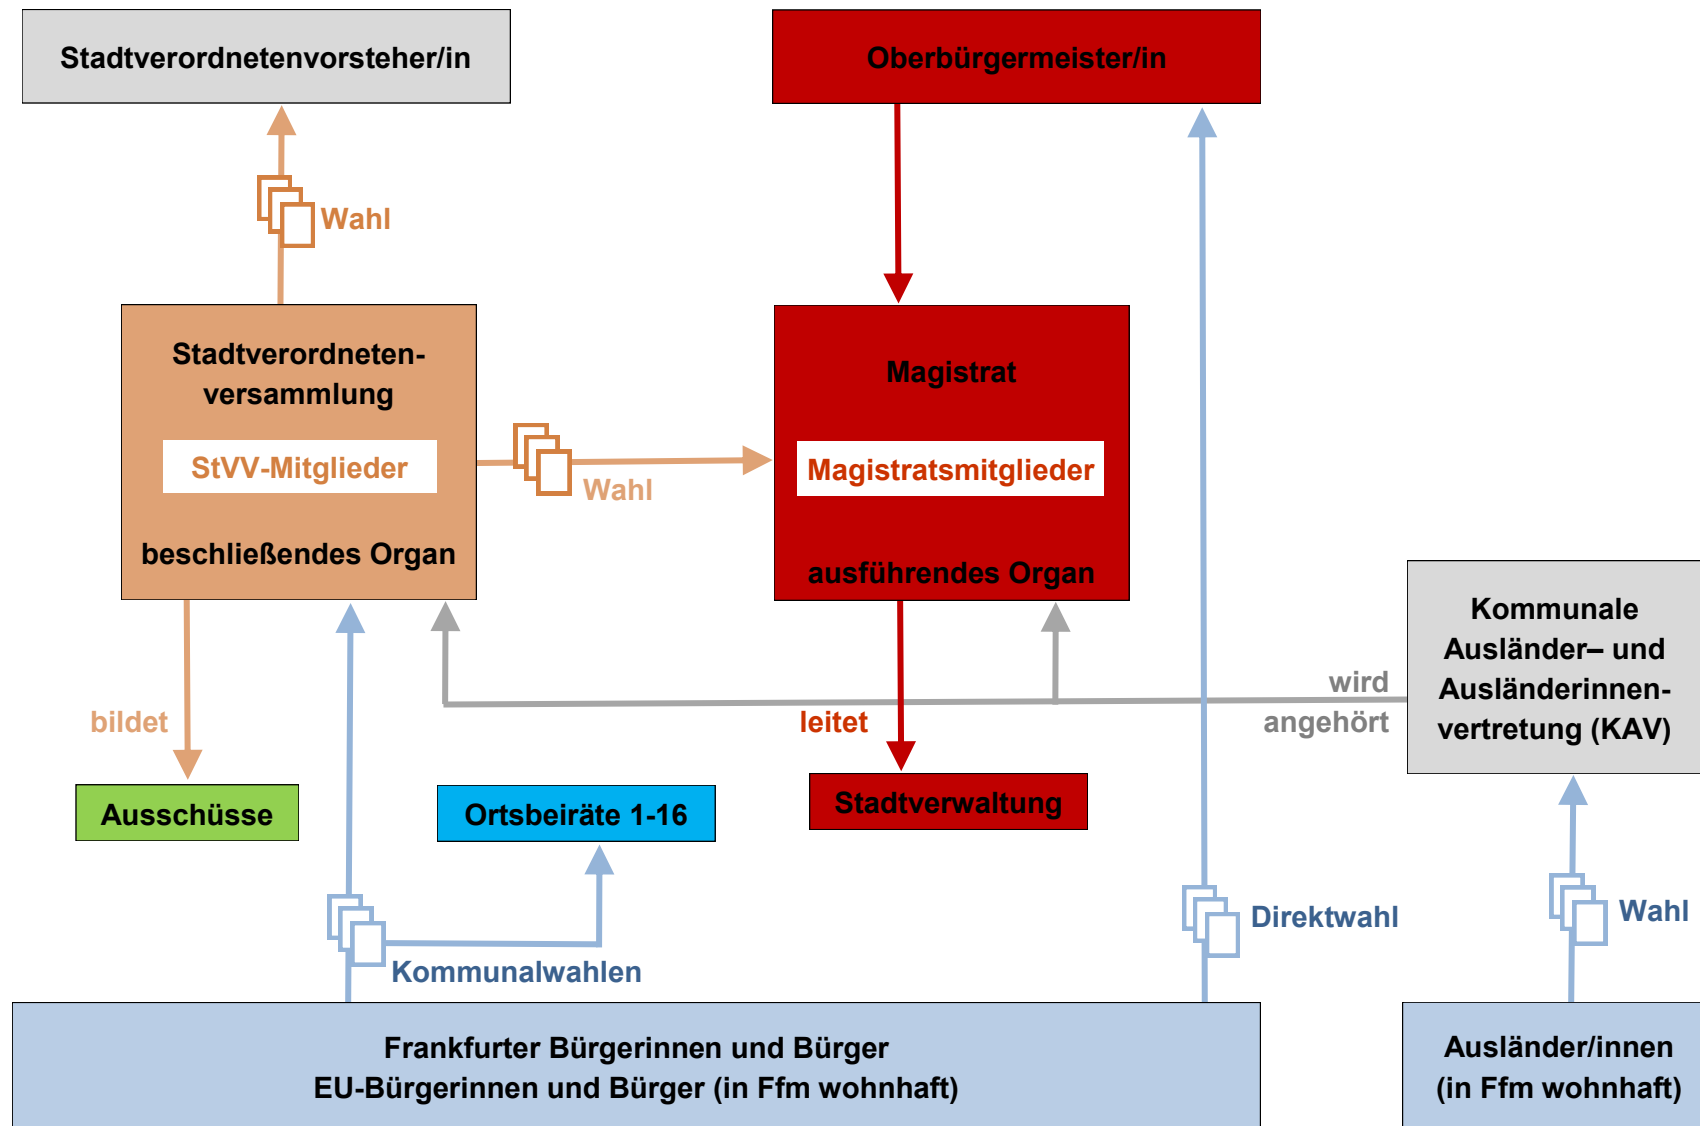 Stadtverordnetenvorsteher/in
Oberbürgermeister/in
Wahl
Stadtverordneten-
versammlung
StVV-Mitglieder
beschließendes Organ
Wahl
Magistrat
Magistratsmitglieder
ausführendes Organ
Kommunale
Ausländer– und
Ausländerinnen-
vertretung (KAV)
wird
angehört
bildet
leitet
Ausschüsse
Ortsbeiräte 1-16
Stadtverwaltung
Kommunalwahlen
Direktwahl
Wahl
Frankfurter Bürgerinnen und Bürger
EU-Bürgerinnen und Bürger (in Ffm wohnhaft)
Ausländer/innen
(in Ffm wohnhaft)